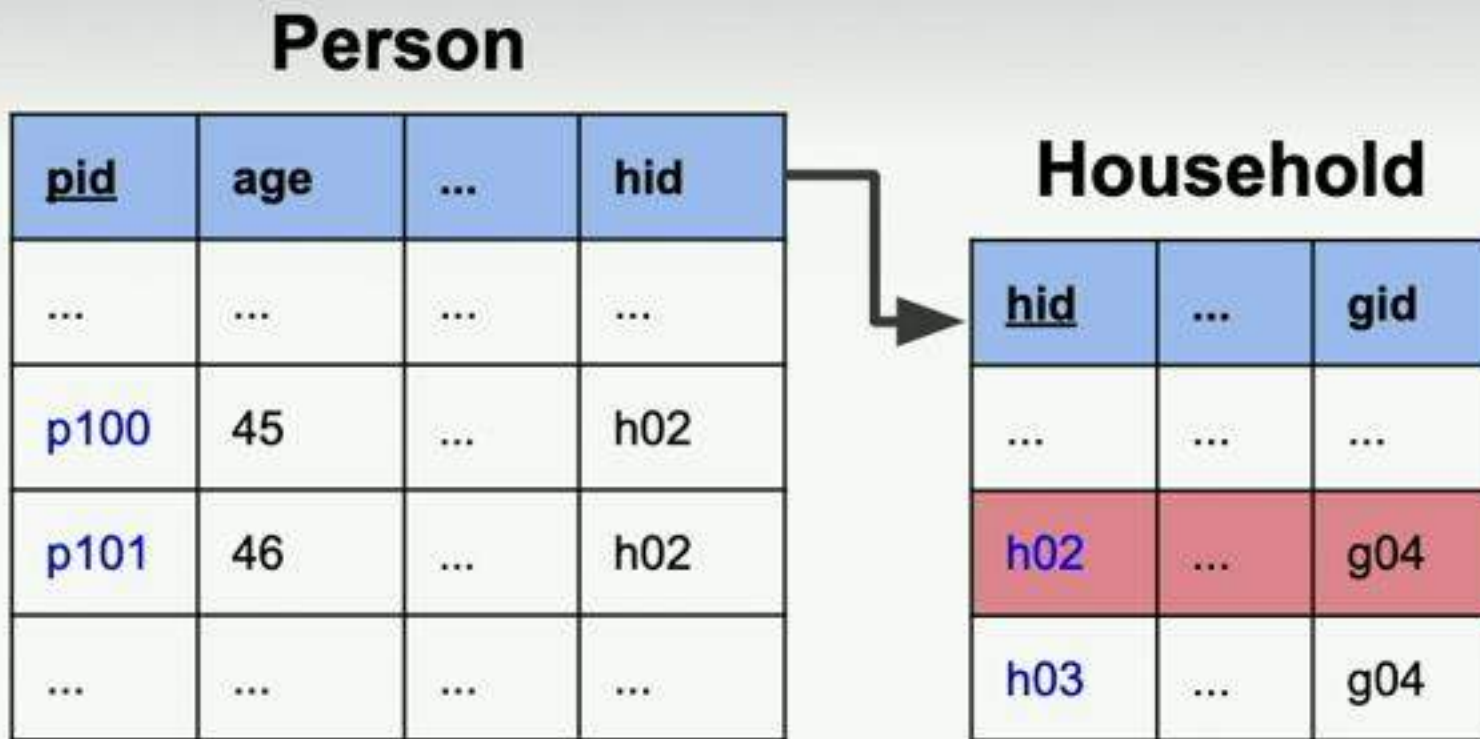 Person
pid age ... hid
... ... ... ...
p100 45 ... h02
p101 46 ... h02
... ... ... ...
Household
hid ... gid
... ... ...
h02 ... g04
h03 ... g04